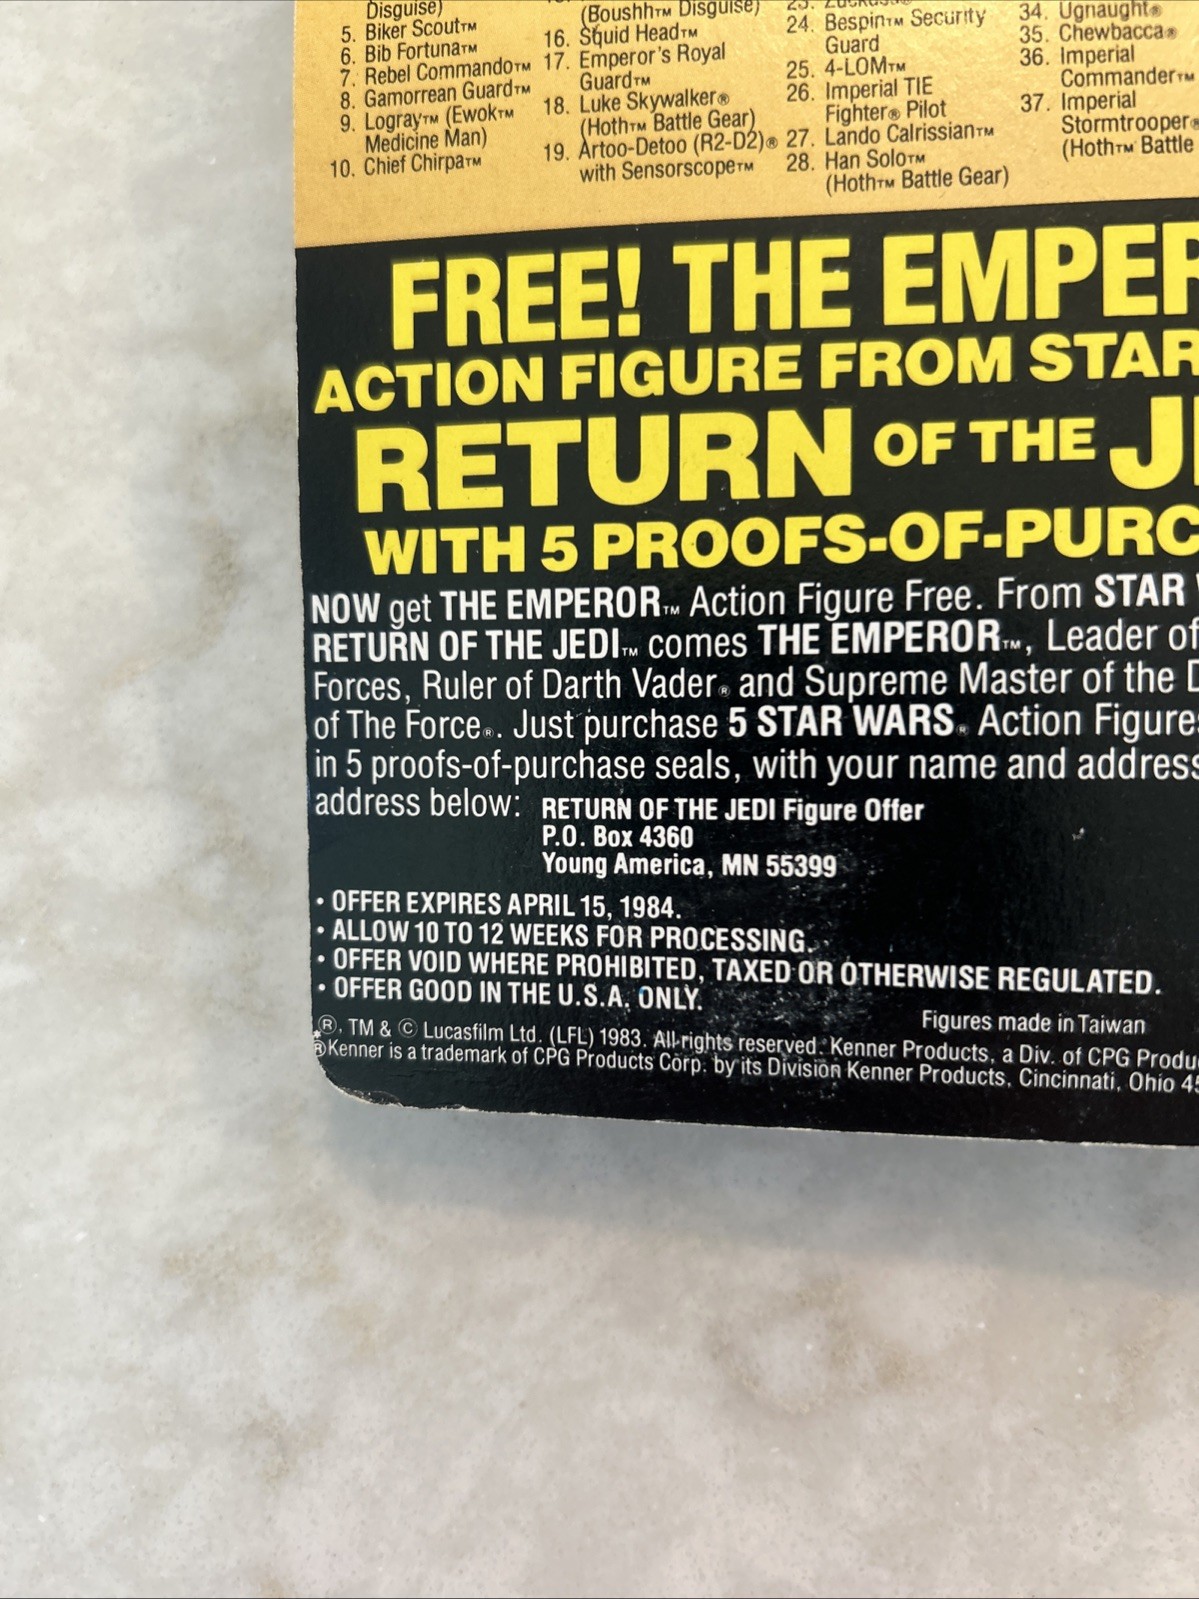 Disguise)
5. Biker Scout™
6. Bib Fortuna™
7. Rebel Commando™
8. Gamorrean Guard™
9. Logray™ (Ewok™
Medicine Man)
10. Chief Chirpa™
(Boushh™ Disguise)
16. Squid Head™
17. Emperor's Royal
Guard™
18. Luke Skywalker®
(Hoth™ Battle Gear)
19. Artoo-Detoo (R2-D2)®
with Sensorscope™
24. Bespin™ Security
Guard
25. 4-LOM™
26. Imperial TIE
Fighter® Pilot
27. Lando Calrissian™
28. Han Solo™
(Hoth™ Battle Gear)
34. Ugnaught®
35. Chewbacca®
36. Imperial
Commander™
37. Imperial
Stormtrooper®
(Hoth™ Battle
FREE! THE EMPER
ACTION FIGURE FROM STAR
RETURN OF THE J
WITH 5 PROOFS-OF-PURC
NOW get THE EMPEROR™ Action Figure Free. From STAR
RETURN OF THE JEDI™ comes THE EMPEROR™, Leader of
Forces, Ruler of Darth Vader® and Supreme Master of the D
of The Force®. Just purchase 5 STAR WARS® Action Figures
in 5 proofs-of-purchase seals, with your name and address
address below: RETURN OF THE JEDI Figure Offer
P.O. Box 4360
Young America, MN 55399
• OFFER EXPIRES APRIL 15, 1984.
• ALLOW 10 TO 12 WEEKS FOR PROCESSING.
• OFFER VOID WHERE PROHIBITED, TAXED OR OTHERWISE REGULATED.
• OFFER GOOD IN THE U.S.A. ONLY.
Figures made in Taiwan
®, TM & © Lucasfilm Ltd. (LFL) 1983. All rights reserved. Kenner Products, a Div. of CPG Produ
*®Kenner is a trademark of CPG Products Corp. by its Division Kenner Products, Cincinnati, Ohio 45